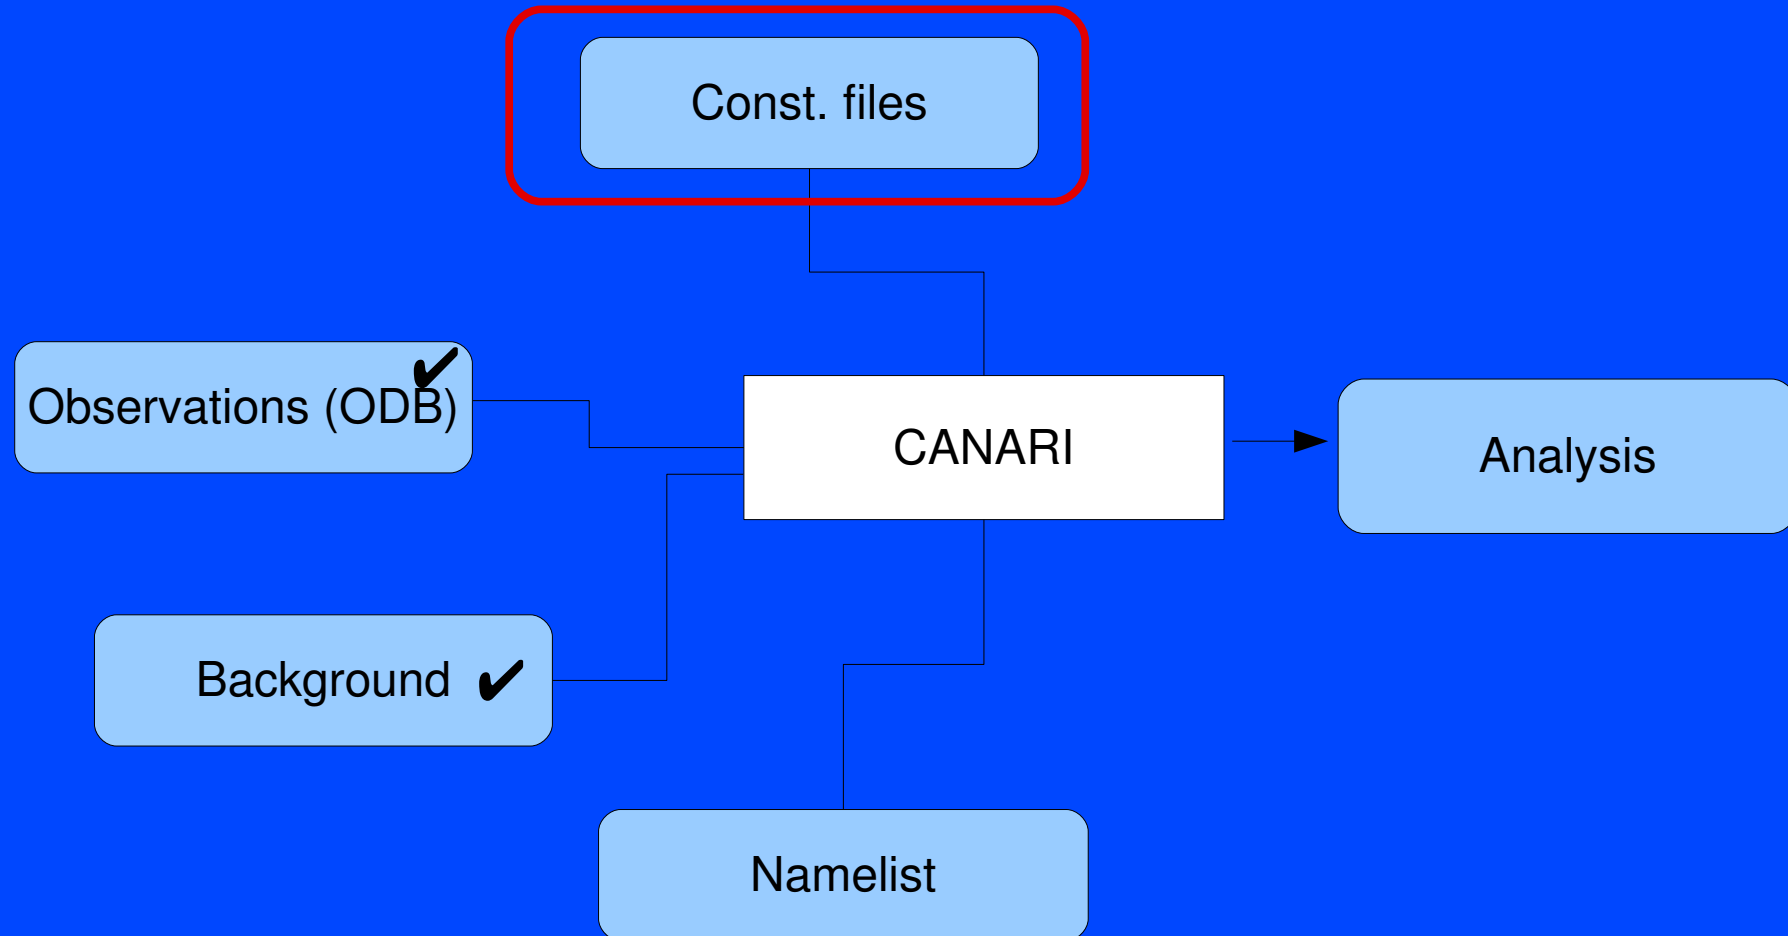 Const. files
Observations (ODB)
CANARI
Analysis
Background
Namelist